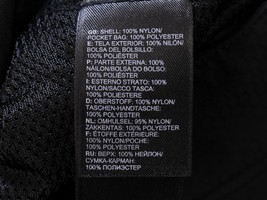 GB: SHELL: 100% NYLON/
POCKET BAG: 100% POLYESTER
E: TELA EXTERIOR: 100% NILÓN/
BOLSA DEL BOLSILLO:
100% POLIÉSTER
P: PARTE EXTERNA: 100%
NÁILON/BOLSA DO BOLSO:
100% POLIÉSTER
I: ESTERNO STRATO: 100%
NYLON/SACCO TASCA:
100% POLIESTERE
D: OBERSTOFF: 100% NYLON/
TASCHEN-HANDTASCHE:
100% POLYESTER
NL: OMHULSEL: 95% NYLON/
ZAKKENTAS: 100% POLYESTER
F: ÉTOFFE EXTÉRIEURE:
100% NYLON/SAC POCHE:
100% POLYESTER
RU: ВЕРХ: 100% НЕЙЛОН/
СУМКА-КАРМАН:
100% ПОЛИЭСТЕР